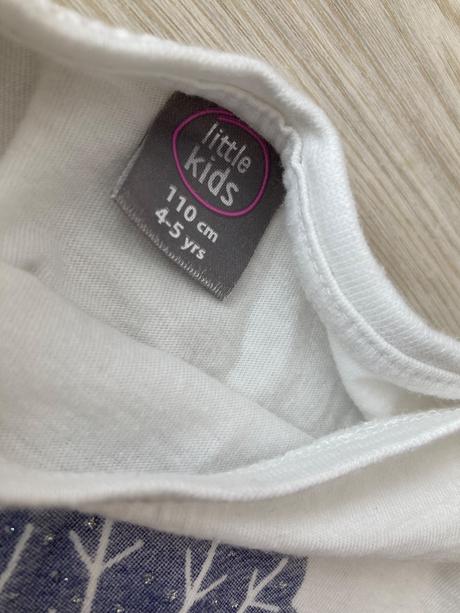 little
kids
110 cm
4-5 yrs